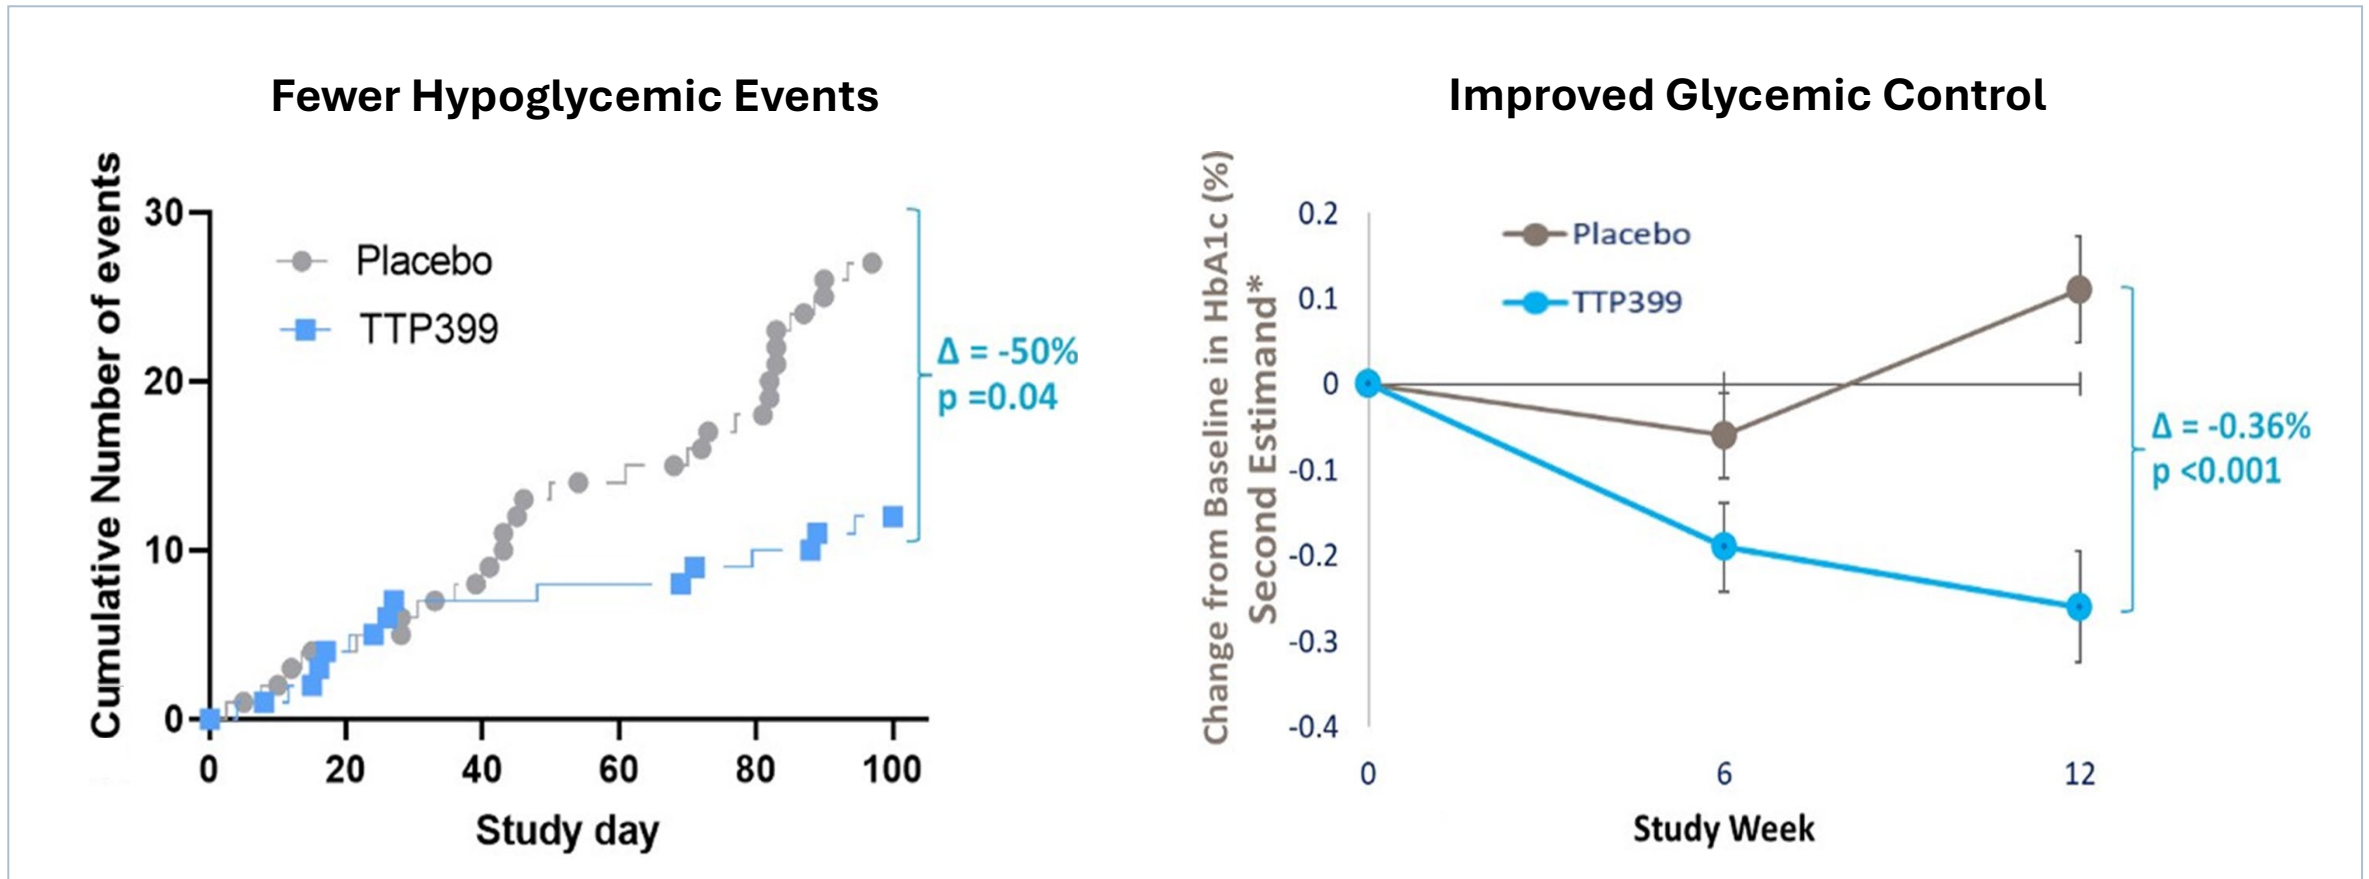 Fewer Hypoglycemic Events
Cumulative Number of events
30
20
10
0
Placebo
TTP399
Δ = -50%
p =0.04
0 20 40 60 80 100
Study day
Improved Glycemic Control
Change from Baseline in HbA1c (%)
Second Estimand*
0.2
0.1
0
-0.1
-0.2
-0.3
-0.4
Placebo
TTP399
Δ = -0.36%
p <0.001
0 6 12
Study Week